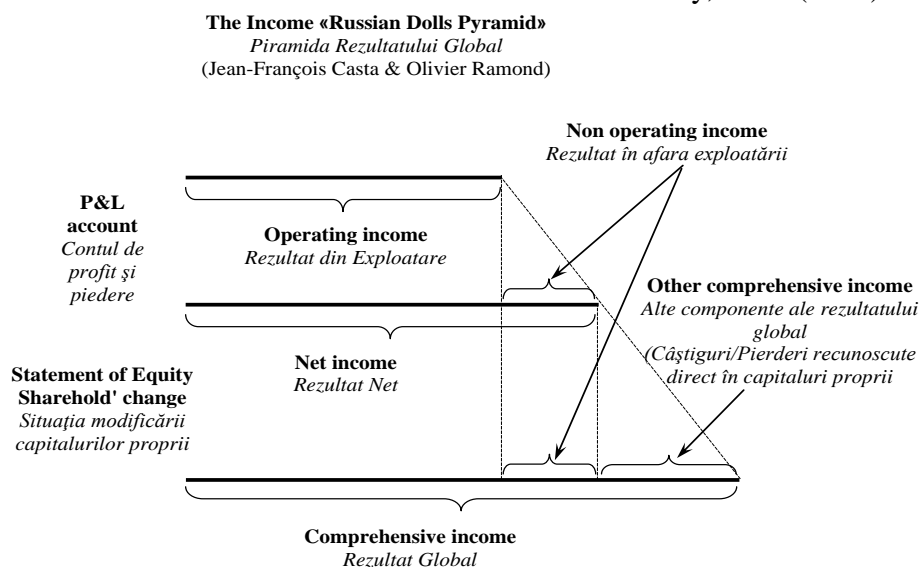 The Income «Russian Dolls Pyramid»
Piramida Rezultatului Global
(Jean-Françios Casta & Olivier Ramond)
Non operating income
Rezultat în afara exploatării
P&L
account
Contul de
profit şi
piedere
Operating income
Rezultat din Exploatare
Other comprehensive income
Alte componente ale rezultatului
global
(Câştiguri/Pierderi recunoscute
direct în capitaluri proprii
Net income
Rezultat Net
Statement of Equity
Sharehold' change
Situaţia modificării
capitalurilor proprii
Comprehensive income
Rezultat Global